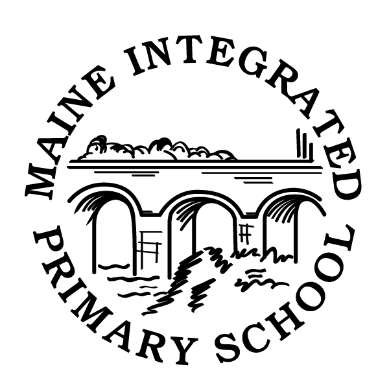 MAINE INTEGRATED
PRIMARY SCHOOL